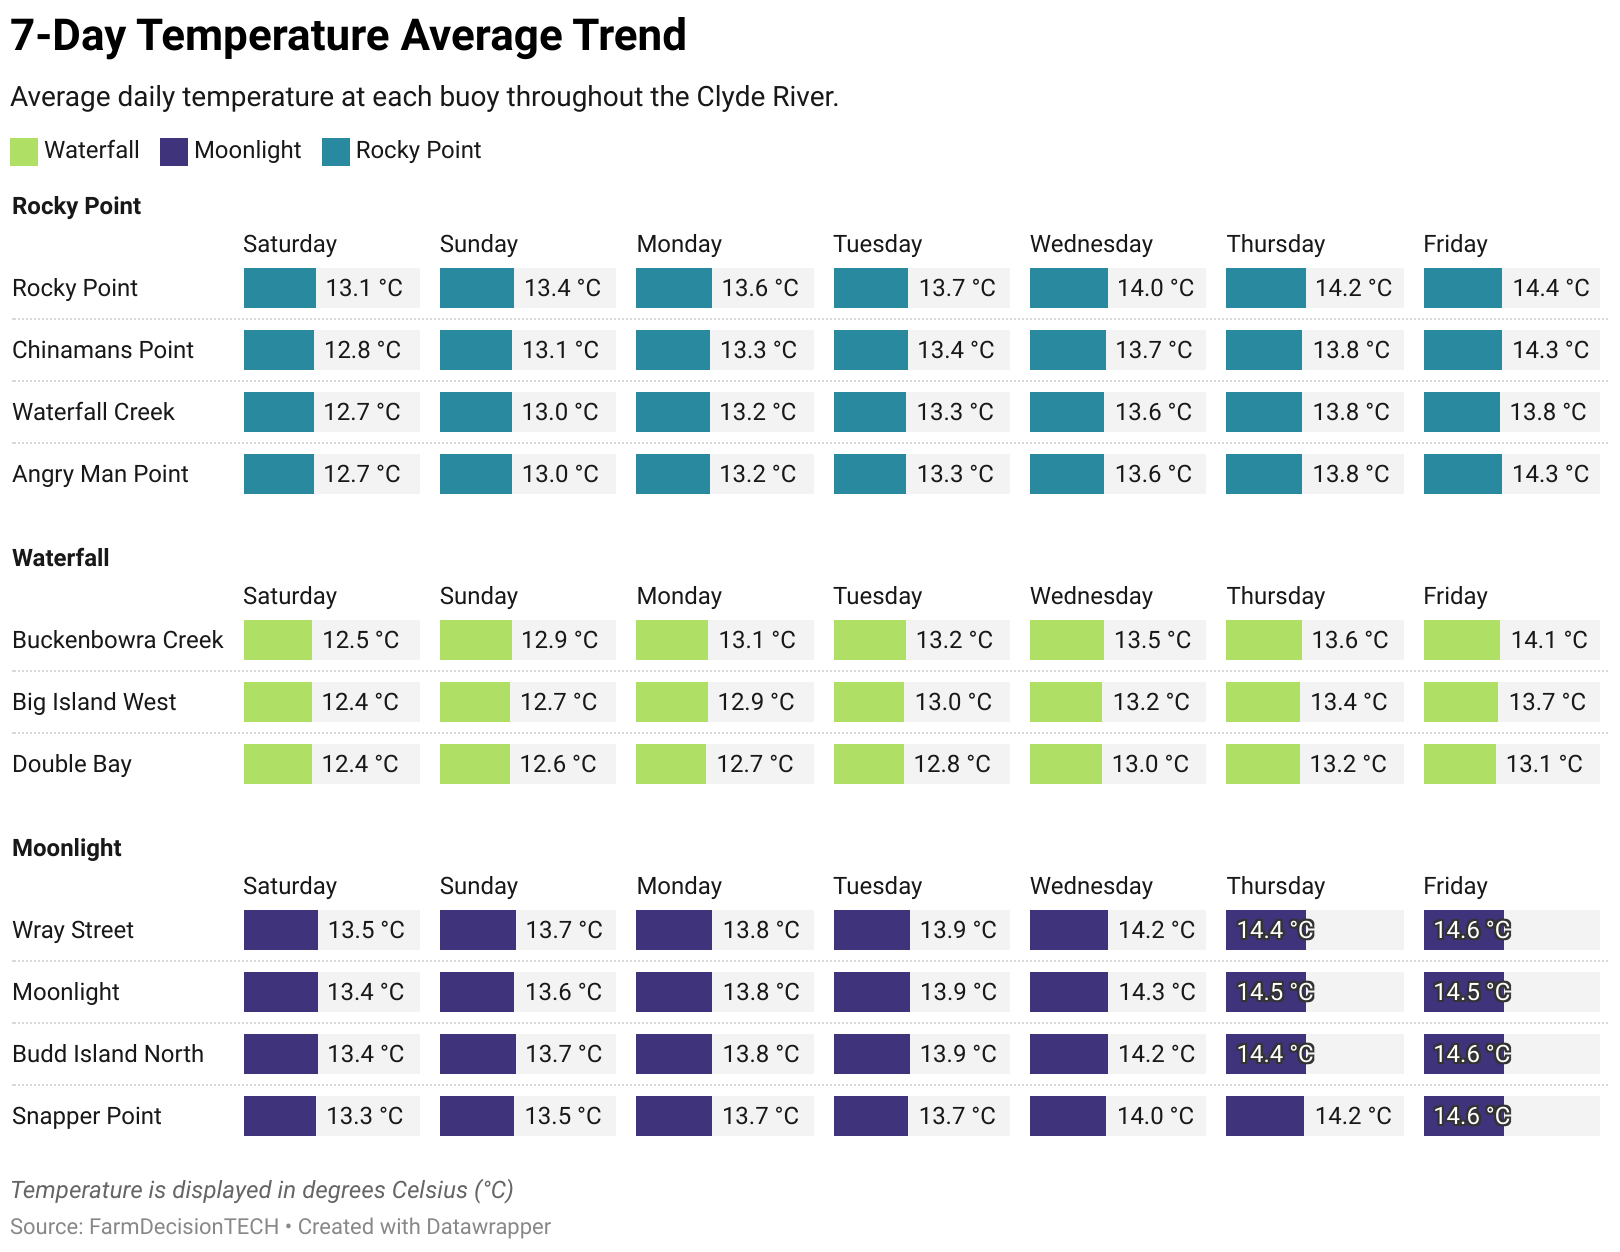 7-Day Temperature Average Trend
Average daily temperature at each buoy throughout the Clyde River.
Waterfall Moonlight Rocky Point
Rocky Point
Saturday Sunday Monday Tuesday Wednesday Thursday Friday
Rocky Point 13.1 °C 13.4 °C 13.6 °C 13.7 °C 14.0 °C 14.2 °C 14.4 °C
Chinamans Point 12.8 °C 13.1 °C 13.3 °C 13.4 °C 13.7 °C 13.8 °C 14.3 °C
Waterfall Creek 12.7 °C 13.0 °C 13.2 °C 13.3 °C 13.6 °C 13.8 °C 13.8 °C
Angry Man Point 12.7 °C 13.0 °C 13.2 °C 13.3 °C 13.6 °C 13.8 °C 14.3 °C
Waterfall
Saturday Sunday Monday Tuesday Wednesday Thursday Friday
Buckenbowra Creek 12.5 °C 12.9 °C 13.1 °C 13.2 °C 13.5 °C 13.6 °C 14.1 °C
Big Island West 12.4 °C 12.7 °C 12.9 °C 13.0 °C 13.2 °C 13.4 °C 13.7 °C
Double Bay 12.4 °C 12.6 °C 12.7 °C 12.8 °C 13.0 °C 13.2 °C 13.1 °C
Moonlight
Saturday Sunday Monday Tuesday Wednesday Thursday Friday
Wray Street 13.5 °C 13.7 °C 13.8 °C 13.9 °C 14.2 °C 14.4 °C 14.6 °C
Moonlight 13.4 °C 13.6 °C 13.8 °C 13.9 °C 14.3 °C 14.5 °C 14.5 °C
Budd Island North 13.4 °C 13.7 °C 13.8 °C 13.9 °C 14.2 °C 14.4 °C 14.6 °C
Snapper Point 13.3 °C 13.5 °C 13.7 °C 13.7 °C 14.0 °C 14.2 °C 14.6 °C
Temperature is displayed in degrees Celsius (°C)
Source: FarmDecisionTECH • Created with Datawrapper